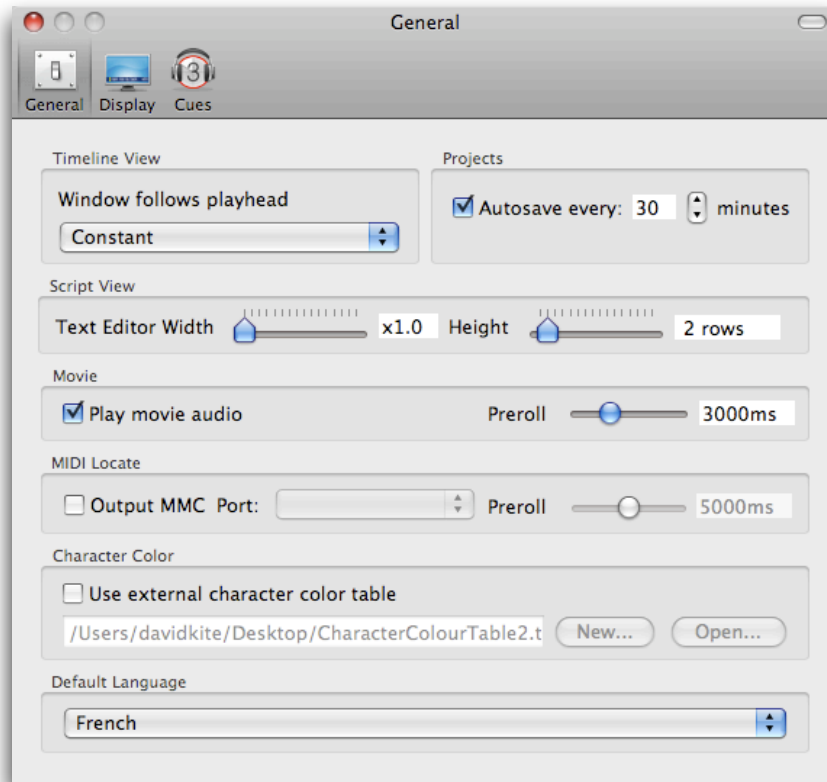 General
3
General Display Cues
Timeline View
Window follows playhead
Constant
Projects
Autosave every: 30 minutes
Script View
Text Editor Width x1.0 Height 2 rows
Movie
Play movie audio Preroll 3000ms
MIDI Locate
Output MMC Port: Preroll 5000ms
Character Color
Use external character color table
/Users/davidkite/Desktop/CharacterColourTable2.t New... Open...
Default Language
French